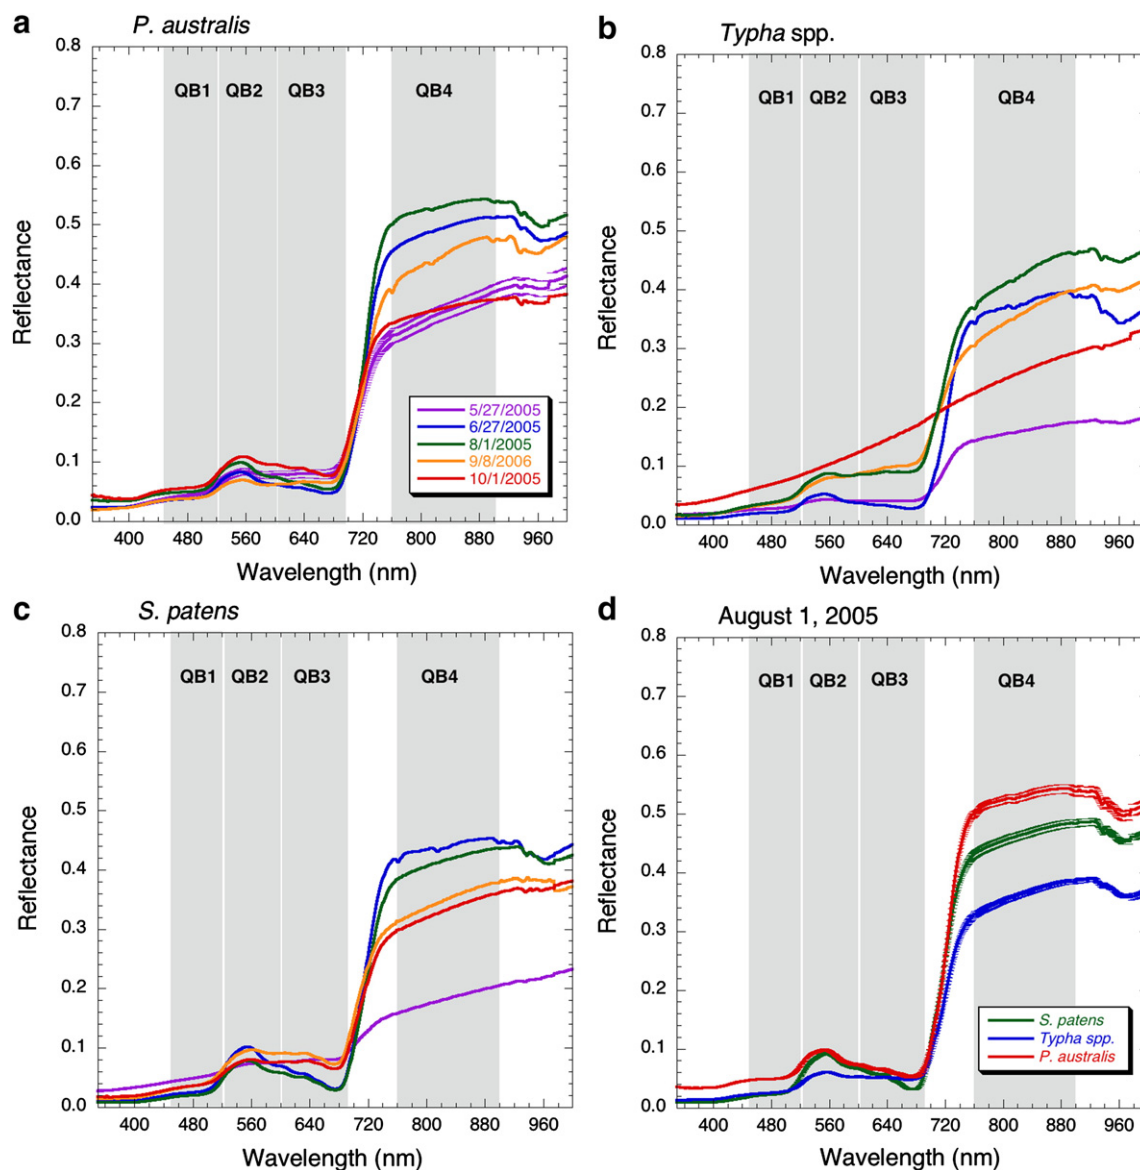 a P. australis
0.8
0.7
0.6
0.5
0.4
0.3
0.2
0.1
0.0
Reflectance
QB1 QB2 QB3 QB4
5/27/2005
6/27/2005
8/1/2005
9/8/2006
10/1/2005
400 480 560 640 720 800 880 960
Wavelength (nm)
b Typha spp.
0.8
0.7
0.6
0.5
0.4
0.3
0.2
0.1
0.0
Reflectance
QB1 QB2 QB3 QB4
400 480 560 640 720 800 880 960
Wavelength (nm)
c S. patens
0.8
0.7
0.6
0.5
0.4
0.3
0.2
0.1
0.0
Reflectance
QB1 QB2 QB3 QB4
400 480 560 640 720 800 880 960
Wavelength (nm)
d August 1, 2005
0.8
0.7
0.6
0.5
0.4
0.3
0.2
0.1
0.0
Reflectance
QB1 QB2 QB3 QB4
S. patens
Typha spp.
P. australis
400 480 560 640 720 800 880 960
Wavelength (nm)